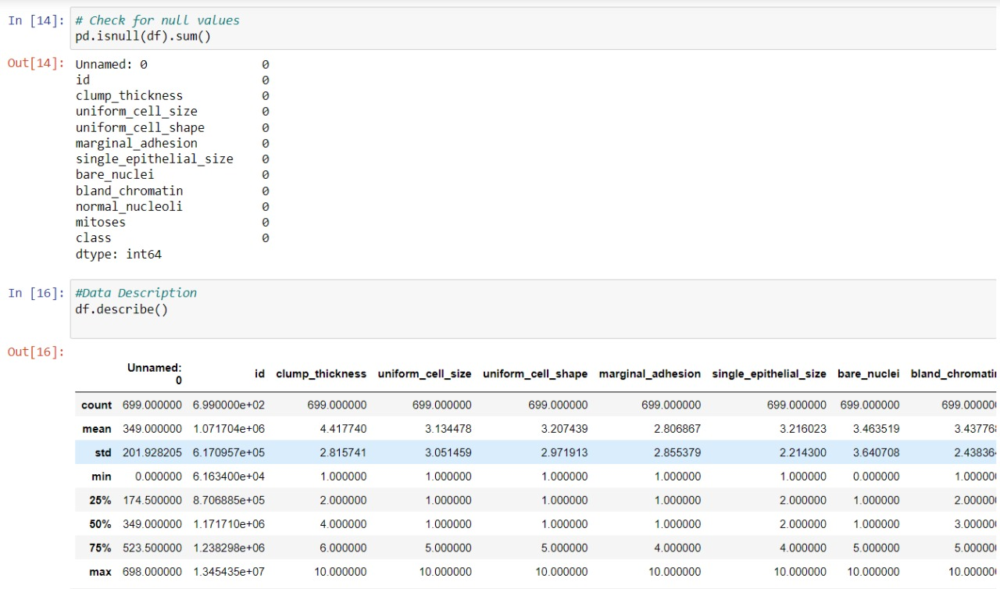 In [14]: # Check for null values
pd.isnull(df).sum()
Out[14]: Unnamed: 0 0
id 0
clump_thickness 0
uniform_cell_size 0
uniform_cell_shape 0
marginal_adhesion 0
single_epithelial_size 0
bare_nuclei 0
bland_chromatin 0
normal_nucleoli 0
mitoses 0
class 0
dtype: int64
In [16]: #Data Description
df.describe()
Out[16]:
Unnamed: 0 id clump_thickness uniform_cell_size uniform_cell_shape marginal_adhesion single_epithelial_size bare_nuclei bland_chromatin
count 699.000000 6.990000e+02 699.000000 699.000000 699.000000 699.000000 699.000000 699.000000 699.00000
mean 349.000000 1.071704e+06 4.417740 3.134478 3.207439 2.806867 3.216023 3.463519 3.43776
std 201.928205 6.170957e+05 2.815741 3.051459 2.971913 2.855379 2.214300 3.640708 2.43836
min 0.000000 6.163400e+04 1.000000 1.000000 1.000000 1.000000 1.000000 0.000000 1.00000
25% 174.500000 8.706885e+05 2.000000 1.000000 1.000000 1.000000 2.000000 1.000000 2.00000
50% 349.000000 1.171710e+06 4.000000 1.000000 1.000000 1.000000 2.000000 1.000000 3.00000
75% 523.500000 1.238298e+06 6.000000 5.000000 5.000000 4.000000 4.000000 5.000000 5.00000
max 698.000000 1.345435e+07 10.000000 10.000000 10.000000 10.000000 10.000000 10.000000 10.00000